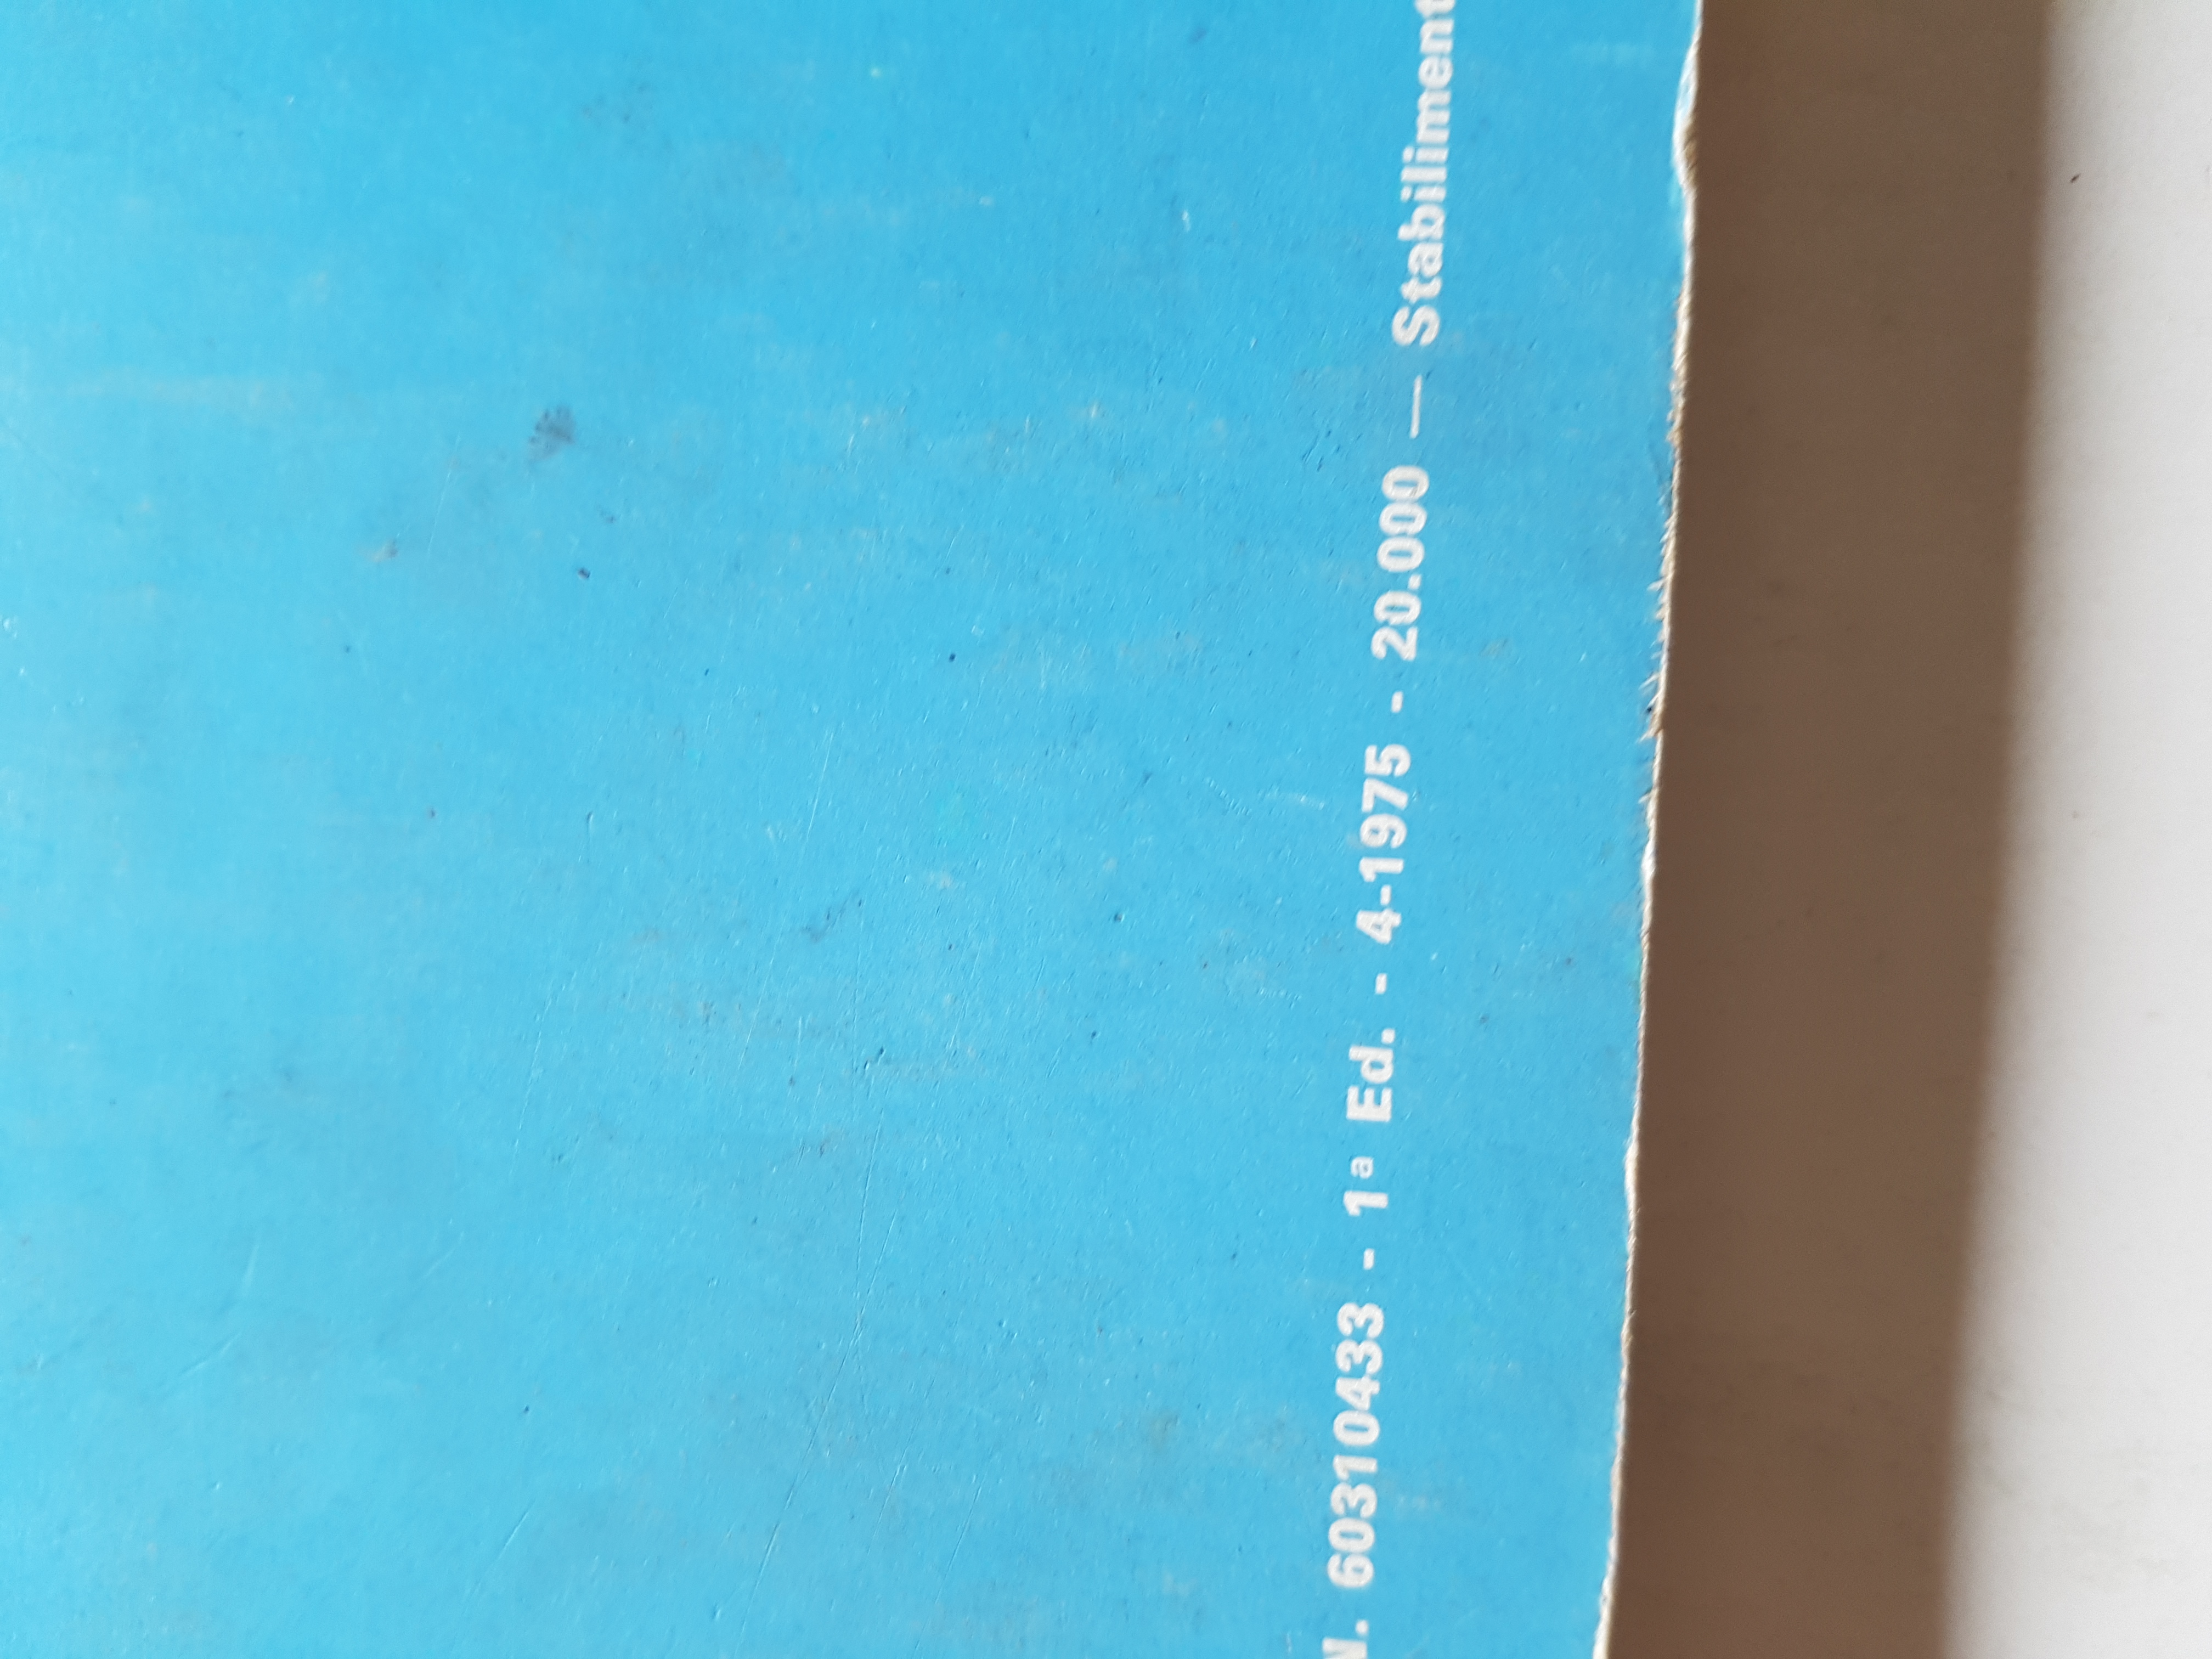 N. 60310433 - 1ª Ed. - 4-1975 - 20.000 — Stabiliment